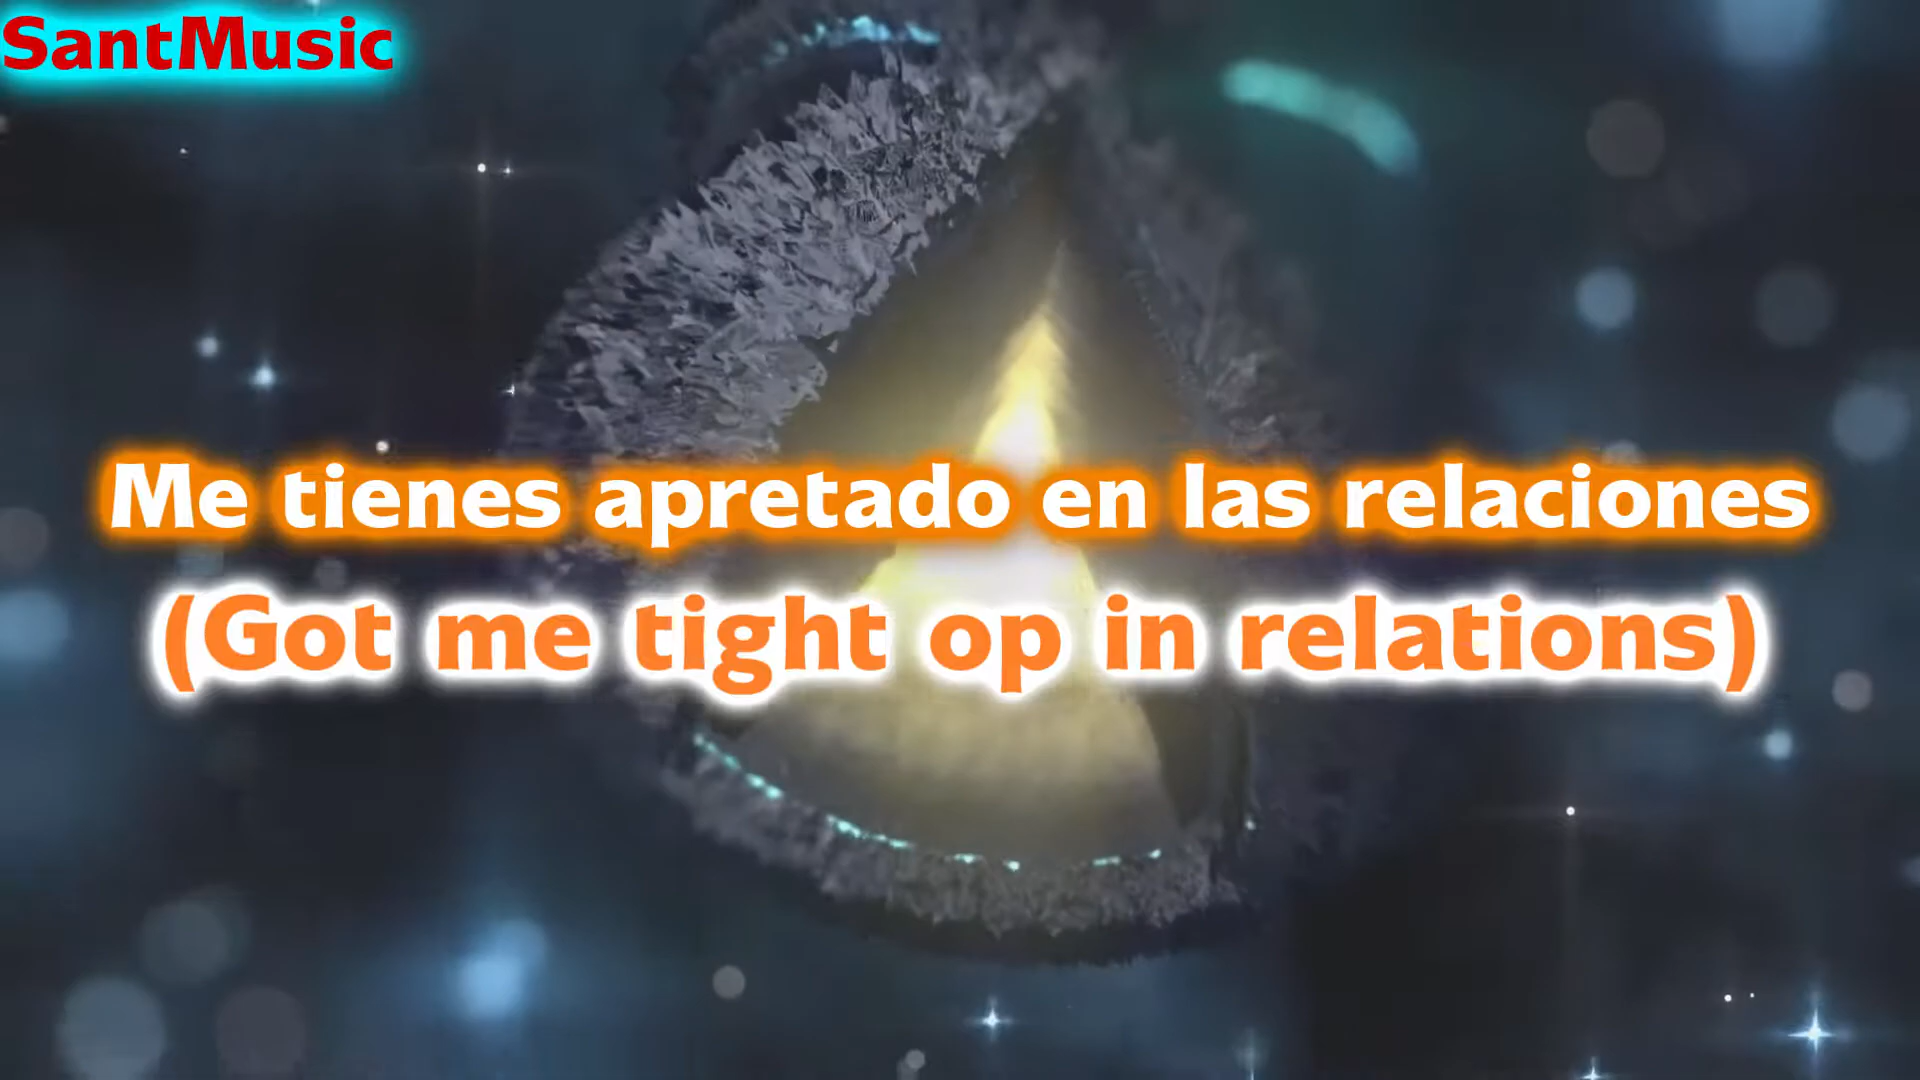 SantMusic
Me tienes apretado en las relaciones
(Got me tight op in relations)